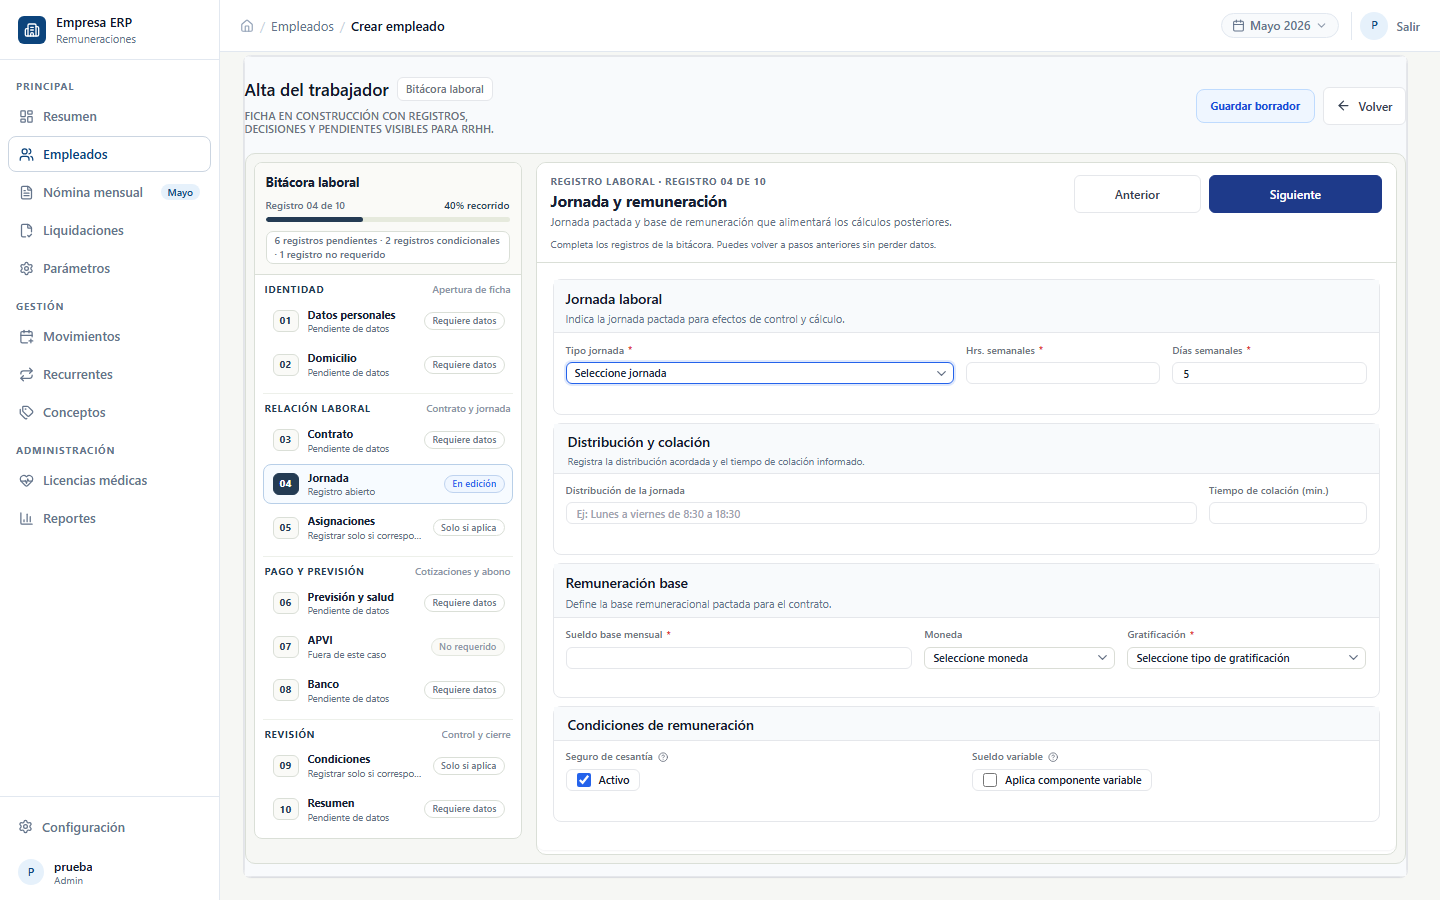 Empresa ERP
Remuneraciones
PRINCIPAL
Resumen
Empleados
Nómina mensual
Mayo
Liquidaciones
Parámetros
GESTIÓN
Movimientos
Recurrentes
Conceptos
ADMINISTRACIÓN
Licencias médicas
Reportes
Configuración
P
prueba
Admin
/ Empleados / Crear empleado
Mayo 2026
P
Salir
Alta del trabajador
Bitácora laboral
FICHA EN CONSTRUCCIÓN CON REGISTROS,
DECISIONES Y PENDIENTES VISIBLES PARA RRHH.
Guardar borrador
Volver
Bitácora laboral
Registro 04 de 10
40% recorrido
6 registros pendientes · 2 registros condicionales
· 1 registro no requerido
IDENTIDAD
Apertura de ficha
01
Datos personales
Pendiente de datos
Requiere datos
02
Domicilio
Pendiente de datos
Requiere datos
RELACIÓN LABORAL
Contrato y jornada
03
Contrato
Pendiente de datos
Requiere datos
04
Jornada
Registro abierto
En edición
05
Asignaciones
Registrar solo si correspo...
Solo si aplica
PAGO Y PREVISIÓN
Cotizaciones y abono
06
Previsión y salud
Pendiente de datos
Requiere datos
07
APVI
Fuera de este caso
No requerido
08
Banco
Pendiente de datos
Requiere datos
REVISIÓN
Control y cierre
09
Condiciones
Registrar solo si correspo...
Solo si aplica
10
Resumen
Pendiente de datos
Requiere datos
REGISTRO LABORAL · REGISTRO 04 DE 10
Jornada y remuneración
Jornada pactada y base de remuneración que alimentará los cálculos posteriores.
Completa los registros de la bitácora. Puedes volver a pasos anteriores sin perder datos.
Anterior
Siguiente
Jornada laboral
Indica la jornada pactada para efectos de control y cálculo.
Tipo jornada *
Seleccione jornada
Hrs. semanales *
Días semanales *
5
Distribución y colación
Registra la distribución acordada y el tiempo de colación informado.
Distribución de la jornada
Ej: Lunes a viernes de 8:30 a 18:30
Tiempo de colación (min.)
Remuneración base
Define la base remuneracional pactada para el contrato.
Sueldo base mensual *
Moneda
Seleccione moneda
Gratificación *
Seleccione tipo de gratificación
Condiciones de remuneración
Seguro de cesantía
Activo
Sueldo variable
Aplica componente variable